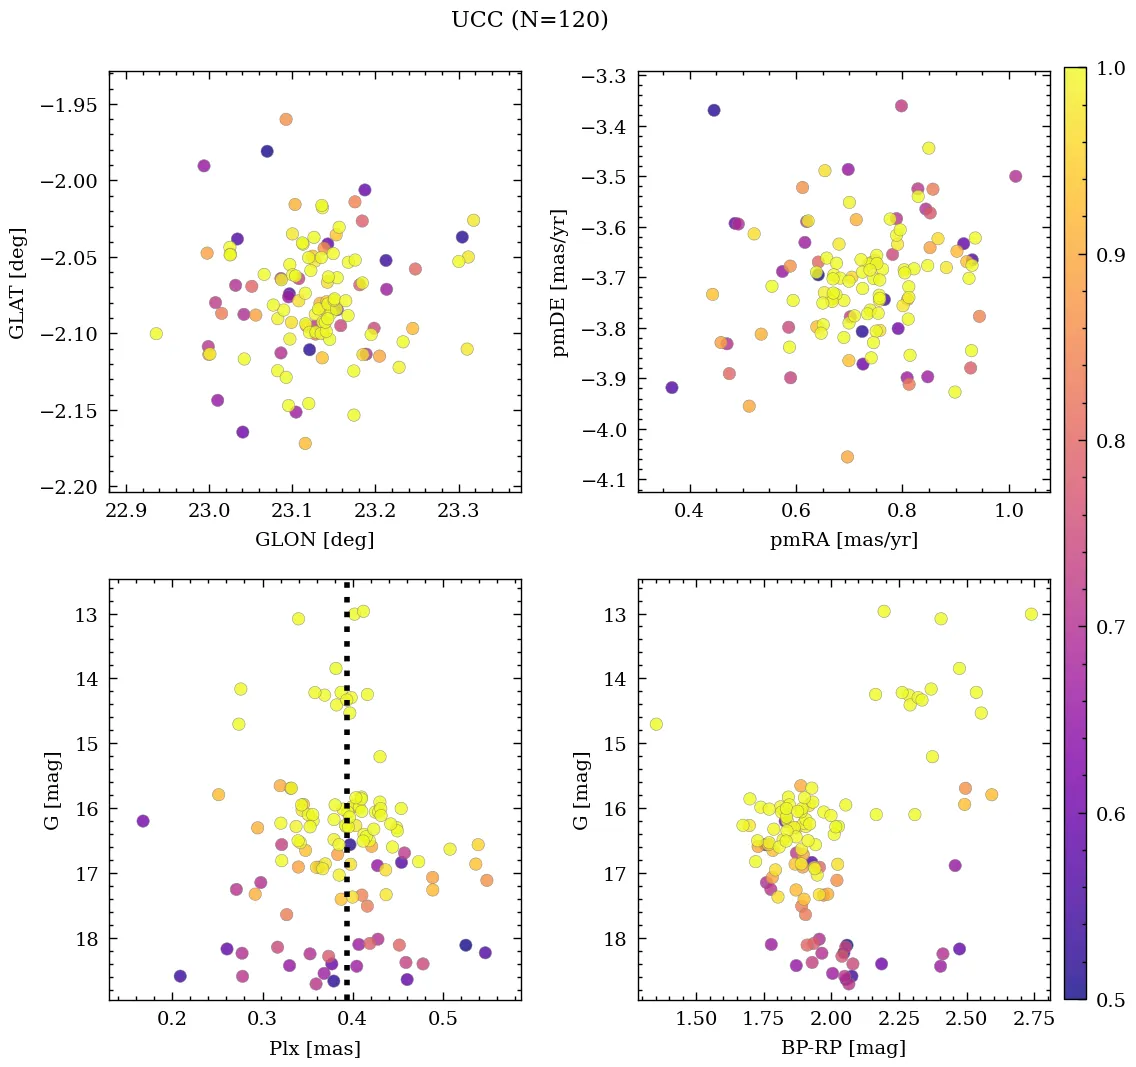 UCC (N=120)
−1.95
−2.00
−2.05
−2.10
−2.15
−2.20
GLAT [deg]
22.9 23.0 23.1 23.2 23.3
GLON [deg]
−3.3
−3.4
−3.5
−3.6
−3.7
−3.8
−3.9
−4.0
−4.1
pmDE [mas/yr]
0.4 0.6 0.8 1.0
pmRA [mas/yr]
13
14
15
16
17
18
G [mag]
0.2 0.3 0.4 0.5
Plx [mas]
13
14
15
16
17
18
G [mag]
1.50 1.75 2.00 2.25 2.50 2.75
BP-RP [mag]
1.0
0.9
0.8
0.7
0.6
0.5